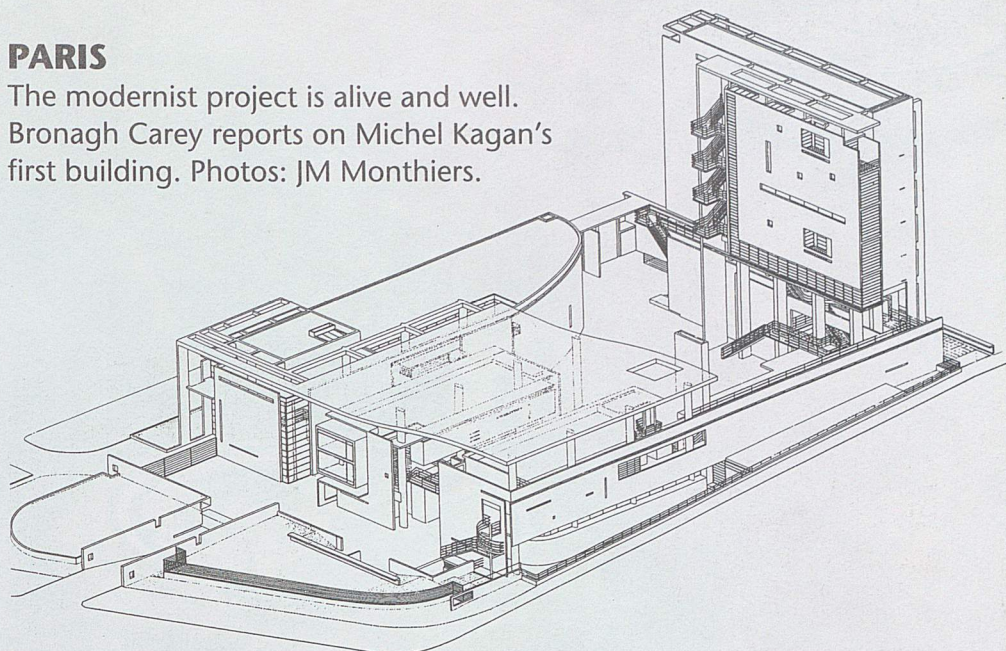 PARIS
The modernist project is alive and well.
Bronagh Carey reports on Michel Kagan's
first building. Photos: JM Monthiers.